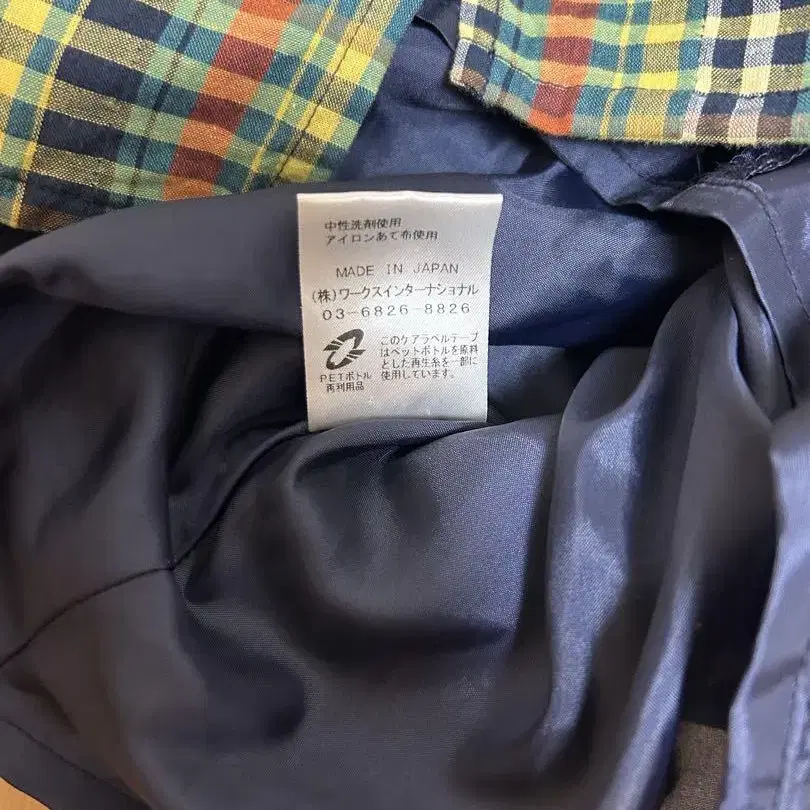 中性洗剤使用
アイロンあて布使用
MADE IN JAPAN
(株)ワークスインターナショナル
03-6826-8826
このケアラベルテープ
はペットボトルを原料
とした再生糸を一部に
使用しています。
PETボトル
再利用品